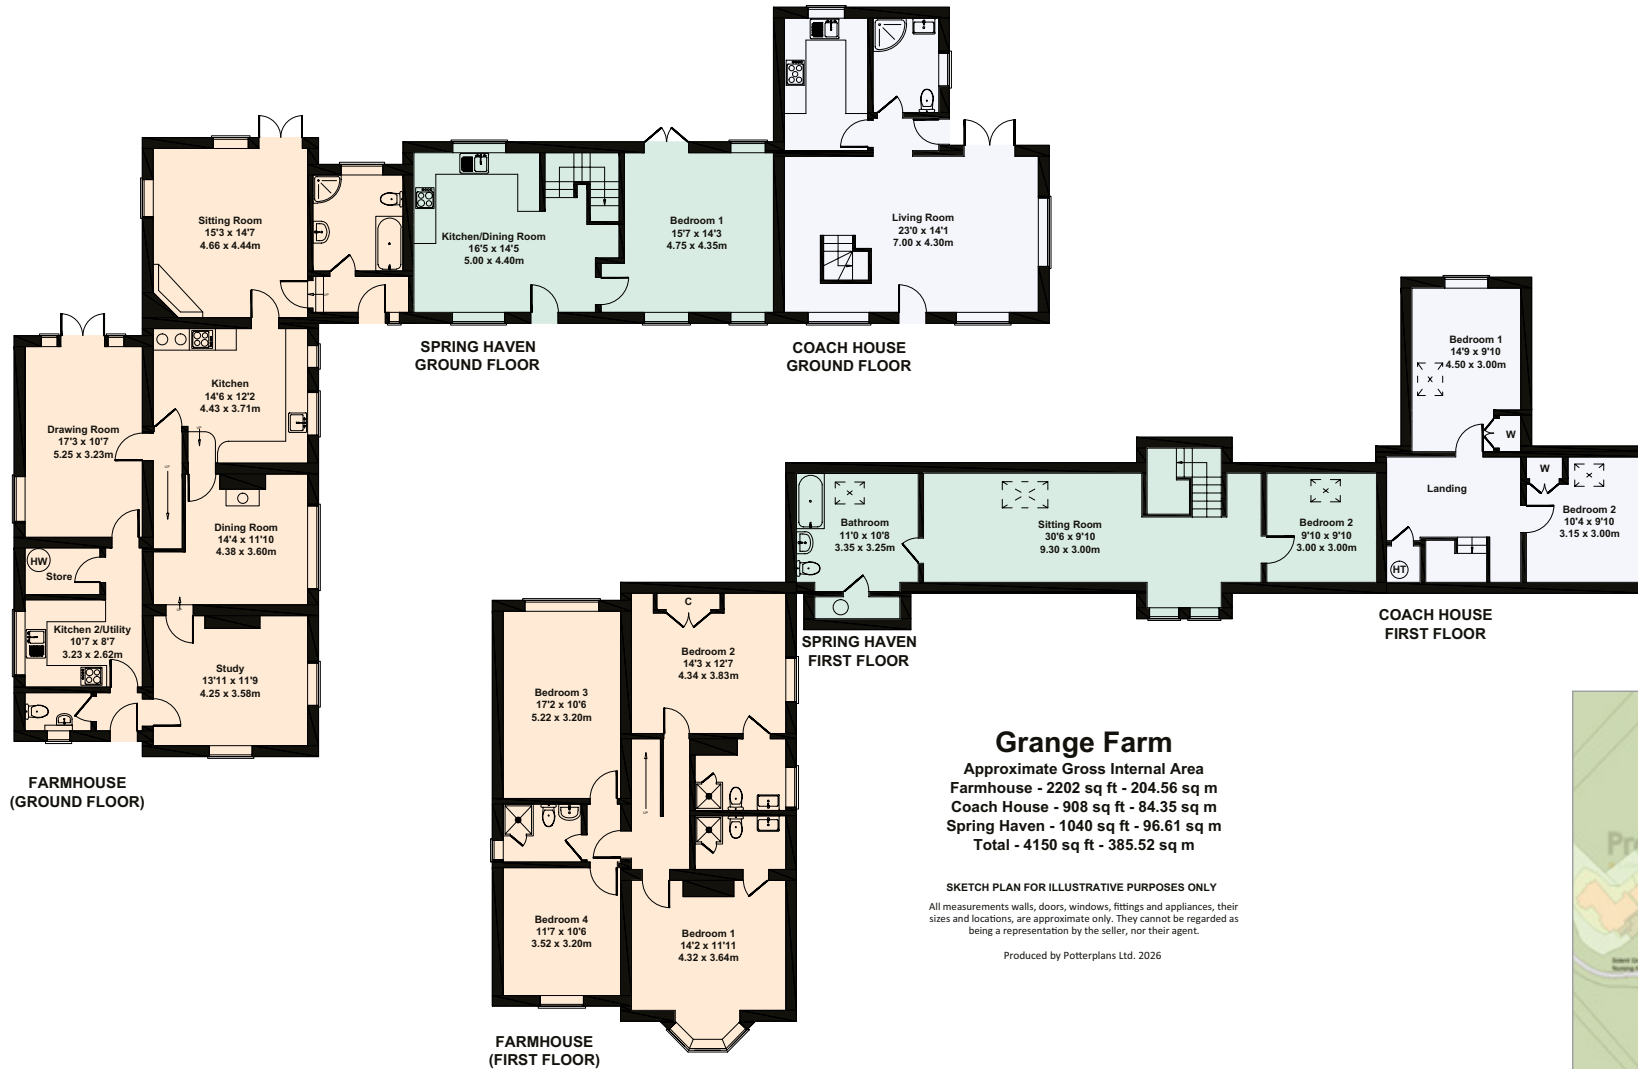 Sitting Room
15'3 x 14'7
4.66 x 4.44m
UP
Kitchen/Dining Room
16'5 x 14'5
5.00 x 4.40m
Bedroom 1
15'7 x 14'3
4.75 x 4.35m
Living Room
23'0 x 14'1
7.00 x 4.30m
SPRING HAVEN
GROUND FLOOR
COACH HOUSE
GROUND FLOOR
Kitchen
14'6 x 12'2
4.43 x 3.71m
UP
Drawing Room
17'3 x 10'7
5.25 x 3.23m
UP
Dining Room
14'4 x 11'10
4.38 x 3.60m
HW
Store
UP
Kitchen 2/Utility
10'7 x 8'7
3.23 x 2.62m
Study
13'11 x 11'9
4.25 x 3.58m
FARMHOUSE
(GROUND FLOOR)
Bedroom 1
14'9 x 9'10
4.50 x 3.00m
W
W
Landing
Bedroom 2
10'4 x 9'10
3.15 x 3.00m
HT
COACH HOUSE
FIRST FLOOR
Bathroom
11'0 x 10'8
3.35 x 3.25m
Sitting Room
30'6 x 9'10
9.30 x 3.00m
Bedroom 2
9'10 x 9'10
3.00 x 3.00m
SPRING HAVEN
FIRST FLOOR
C
Bedroom 2
14'3 x 12'7
4.34 x 3.83m
Bedroom 3
17'2 x 10'6
5.22 x 3.20m
UP
Bedroom 4
11'7 x 10'6
3.52 x 3.20m
Bedroom 1
14'2 x 11'11
4.32 x 3.64m
FARMHOUSE
(FIRST FLOOR)
Grange Farm
Approximate Gross Internal Area
Farmhouse - 2202 sq ft - 204.56 sq m
Coach House - 908 sq ft - 84.35 sq m
Spring Haven - 1040 sq ft - 96.61 sq m
Total - 4150 sq ft - 385.52 sq m
SKETCH PLAN FOR ILLUSTRATIVE PURPOSES ONLY
All measurements walls, doors, windows, fittings and appliances, their
sizes and locations, are approximate only. They cannot be regarded as
being a representation by the seller, nor their agent.
Produced by Potterplans Ltd. 2026